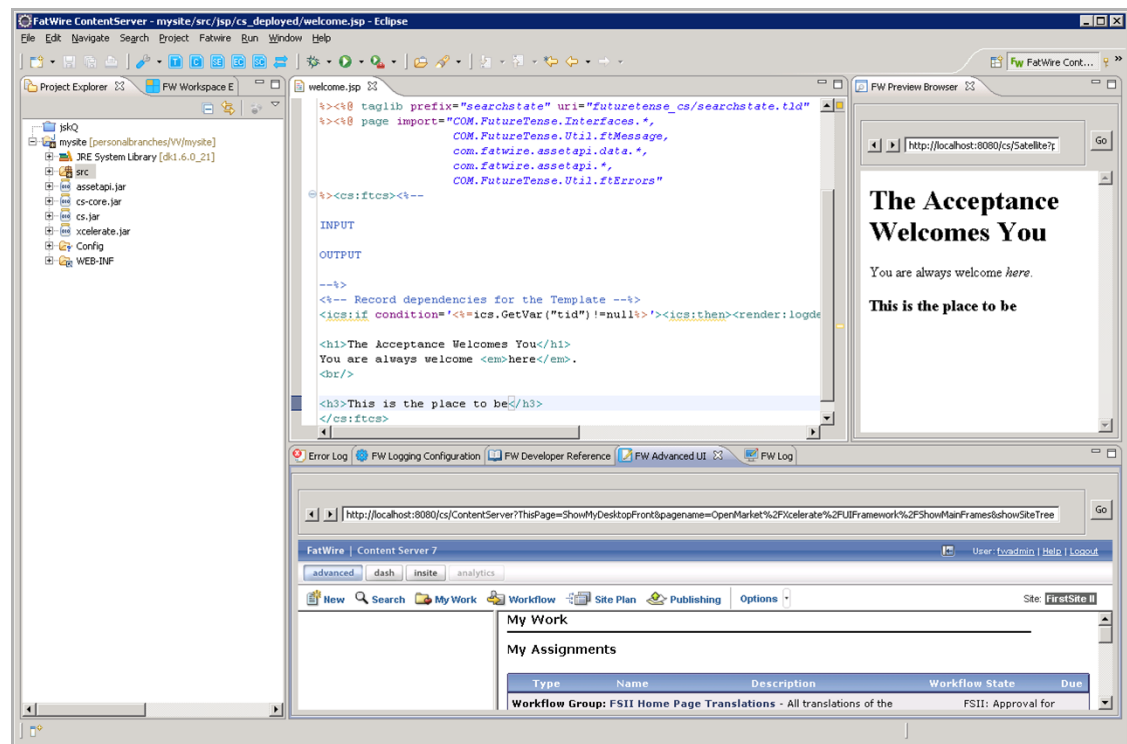 FatWire ContentServer - mysite/src/jsp/cs_deployed/welcome.jsp - Eclipse
File Edit Navigate Search Project Fatwire Run Window Help
Fw FatWire Cont... »
Project Explorer FW Workspace E
welcome.jsp
FW Preview Browser
jskQ
mysite [personalbranches/VV/mysite]
JRE System Library [dk1.6.0_21]
src
assetapi.jar
cs-core.jar
cs.jar
xcelerate.jar
Config
WEB-INF
%><%@ taglib prefix="searchstate" uri="futuretense_cs/searchstate.tld"
%><%@ page import="COM.FutureTense.Interfaces.*,
COM.FutureTense.Util.ftMessage,
com.fatwire.assetapi.data.*,
com.fatwire.assetapi.*,
COM.FutureTense.Util.ftErrors"
%><cs:ftcs><%--
INPUT
OUTPUT
--%>
<%-- Record dependencies for the Template --%>
<ics:if condition='<%=ics.GetVar("tid")!=null%>'><ics:then><render:logde
<h1>The Acceptance Welcomes You</h1>
You are always welcome <em>here</em>.
<br/>
<h3>This is the place to be</h3>
</cs:ftcs>
http://localhost:8080/cs/Satellite?p
Go
The Acceptance
Welcomes You
You are always welcome here.
This is the place to be
Error Log FW Logging Configuration FW Developer Reference FW Advanced UI FW Log
http://localhost:8080/cs/ContentServer?ThisPage=ShowMyDesktopFront&pagename=OpenMarket%2FXcelerate%2FUIFramework%2FShowMainFrames&showSiteTree
Go
FatWire | Content Server 7
User: fwadmin | Help | Logout
advanced dash insite analytics
New Search My Work Workflow Site Plan Publishing Options
Site: FirstSite II
My Work
My Assignments
Type Name Description Workflow State Due
Workflow Group: FSII Home Page Translations - All translations of the FSII: Approval for